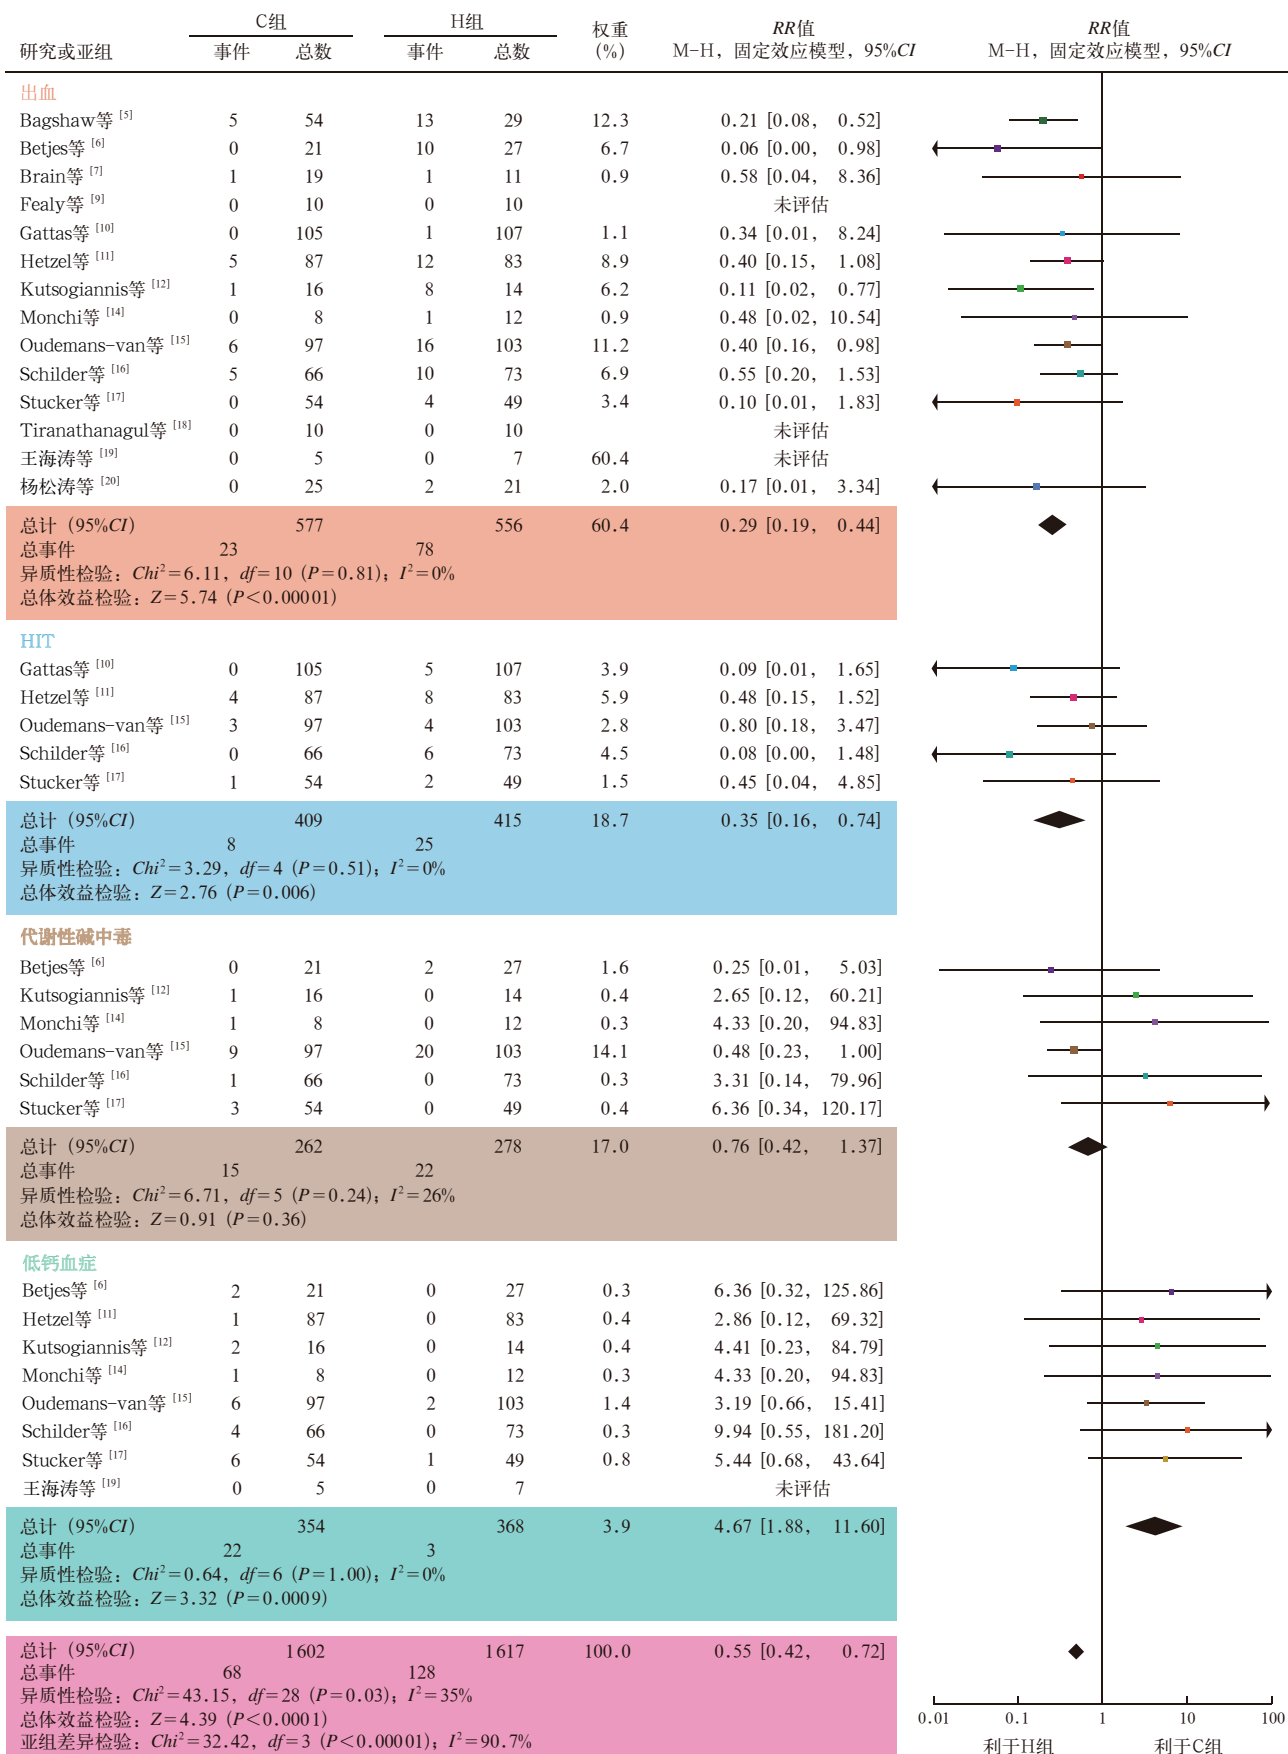 C组 H组 权重 RR值 RR值
研究或亚组 事件 总数 事件 总数 (%) M-H，固定效应模型，95%CI M-H，固定效应模型，95%CI
出血
Bagshaw等 [5] 5 54 13 29 12.3 0.21 [0.08, 0.52]
Betjes等 [6] 0 21 10 27 6.7 0.06 [0.00, 0.98]
Brain等 [7] 1 19 1 11 0.9 0.58 [0.04, 8.36]
Fealy等 [9] 0 10 0 10 未评估
Gattas等 [10] 0 105 1 107 1.1 0.34 [0.01, 8.24]
Hetzel等 [11] 5 87 12 83 8.9 0.40 [0.15, 1.08]
Kutsogiannis等 [12] 1 16 8 14 6.2 0.11 [0.02, 0.77]
Monchi等 [14] 0 8 1 12 0.9 0.48 [0.02, 10.54]
Oudemans-van等 [15] 6 97 16 103 11.2 0.40 [0.16, 0.98]
Schilder等 [16] 5 66 10 73 6.9 0.55 [0.20, 1.53]
Stucker等 [17] 0 54 4 49 3.4 0.10 [0.01, 1.83]
Tiranathanagul等 [18] 0 10 0 10 未评估
王海涛等 [19] 0 5 0 7 60.4 未评估
杨松涛等 [20] 0 25 2 21 2.0 0.17 [0.01, 3.34]
总计（95%CI） 577 556 60.4 0.29 [0.19, 0.44]
总事件 23 78
异质性检验：Chi²=6.11，df=10（P=0.81）；I²=0%
总体效益检验：Z=5.74（P<0.00001）
HIT
Gattas等 [10] 0 105 5 107 3.9 0.09 [0.01, 1.65]
Hetzel等 [11] 4 87 8 83 5.9 0.48 [0.15, 1.52]
Oudemans-van等 [15] 3 97 4 103 2.8 0.80 [0.18, 3.47]
Schilder等 [16] 0 66 6 73 4.5 0.08 [0.00, 1.48]
Stucker等 [17] 1 54 2 49 1.5 0.45 [0.04, 4.85]
总计（95%CI） 409 415 18.7 0.35 [0.16, 0.74]
总事件 8 25
异质性检验：Chi²=3.29，df=4（P=0.51）；I²=0%
总体效益检验：Z=2.76（P=0.006）
代谢性碱中毒
Betjes等 [6] 0 21 2 27 1.6 0.25 [0.01, 5.03]
Kutsogiannis等 [12] 1 16 0 14 0.4 2.65 [0.12, 60.21]
Monchi等 [14] 1 8 0 12 0.3 4.33 [0.20, 94.83]
Oudemans-van等 [15] 9 97 20 103 14.1 0.48 [0.23, 1.00]
Schilder等 [16] 1 66 0 73 0.3 3.31 [0.14, 79.96]
Stucker等 [17] 3 54 0 49 0.4 6.36 [0.34, 120.17]
总计（95%CI） 262 278 17.0 0.76 [0.42, 1.37]
总事件 15 22
异质性检验：Chi²=6.71，df=5（P=0.24）；I²=26%
总体效益检验：Z=0.91（P=0.36）
低钙血症
Betjes等 [6] 2 21 0 27 0.3 6.36 [0.32, 125.86]
Hetzel等 [11] 1 87 0 83 0.4 2.86 [0.12, 69.32]
Kutsogiannis等 [12] 2 16 0 14 0.4 4.41 [0.23, 84.79]
Monchi等 [14] 1 8 0 12 0.3 4.33 [0.20, 94.83]
Oudemans-van等 [15] 6 97 2 103 1.4 3.19 [0.66, 15.41]
Schilder等 [16] 4 66 0 73 0.3 9.94 [0.55, 181.20]
Stucker等 [17] 6 54 1 49 0.8 5.44 [0.68, 43.64]
王海涛等 [19] 0 5 0 7 未评估
总计（95%CI） 354 368 3.9 4.67 [1.88, 11.60]
总事件 22 3
异质性检验：Chi²=0.64，df=6（P=1.00）；I²=0%
总体效益检验：Z=3.32（P=0.0009）
总计（95%CI） 1602 1617 100.0 0.55 [0.42, 0.72]
总事件 68 128
异质性检验：Chi²=43.15，df=28（P=0.03）；I²=35%
总体效益检验：Z=4.39（P<0.0001）
亚组差异检验：Chi²=32.42，df=3（P<0.00001）；I²=90.7%
0.01 0.1 1 10 100
利于H组 利于C组